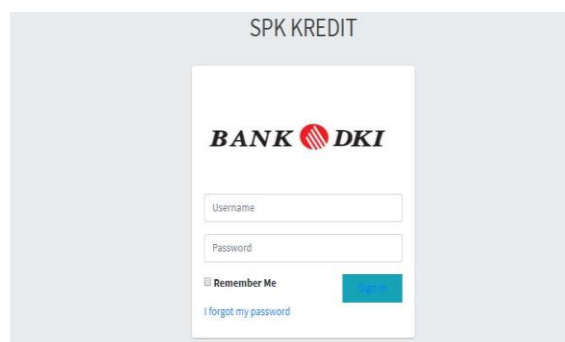 SPK KREDIT
BANK DKI
Username
Password
Remember Me
Sign In
I forgot my password